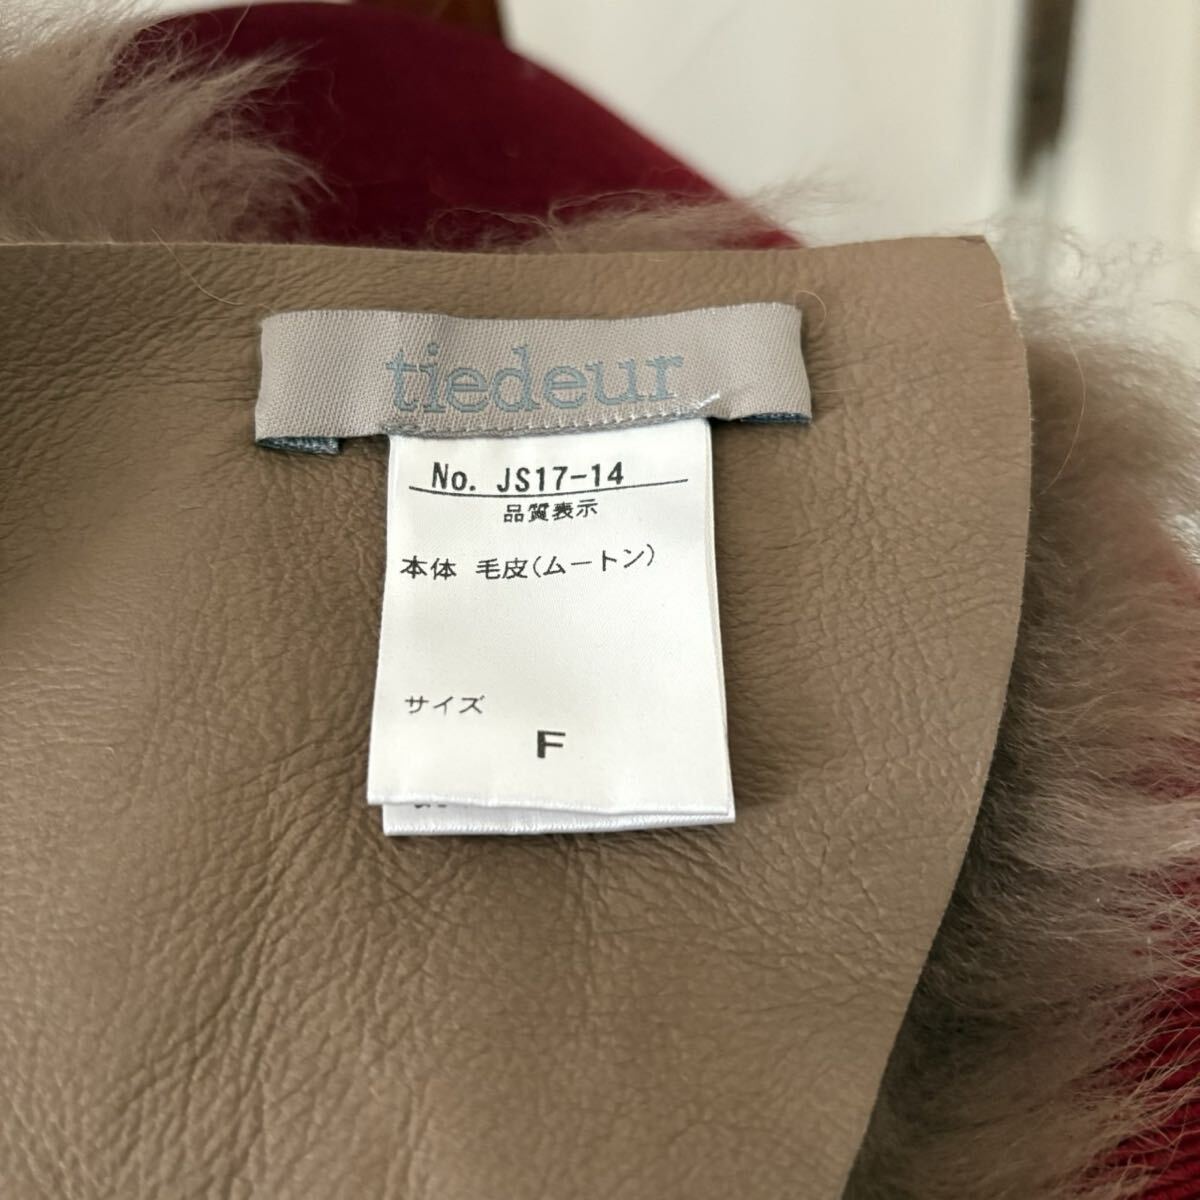 tiedeur
No. JS17-14
品質表示
本体 毛皮(ムートン)
サイズ
F